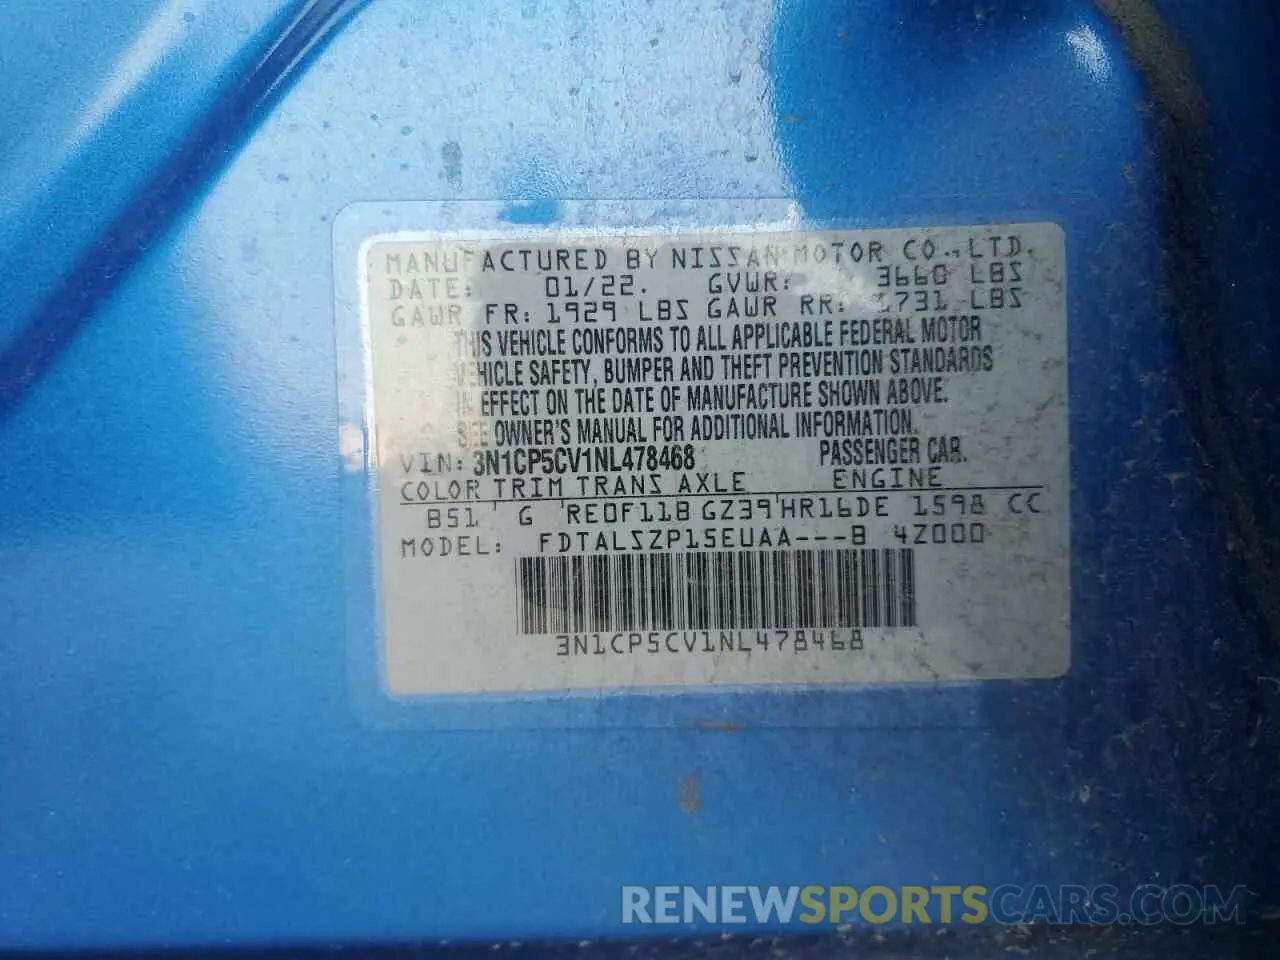 MANUFACTURED BY NISSAN MOTOR CO., LTD.
DATE: 01/22. GVWR: 3660 LBS
GAWR FR: 1929 LBS GAWR RR: 1731 LBS
THIS VEHICLE CONFORMS TO ALL APPLICABLE FEDERAL MOTOR
VEHICLE SAFETY, BUMPER AND THEFT PREVENTION STANDARDS
IN EFFECT ON THE DATE OF MANUFACTURE SHOWN ABOVE.
SEE OWNER'S MANUAL FOR ADDITIONAL INFORMATION.
VIN: 3N1CP5CV1NL478468 PASSENGER CAR.
COLOR TRIM TRANS AXLE ENGINE
B51 G RE0F11B GZ39 HR16DE 1598 CC
MODEL: FDTALSZP15EUAA---B 4Z000
3N1CP5CV1NL478468
RENEWSPORTSCARS.COM